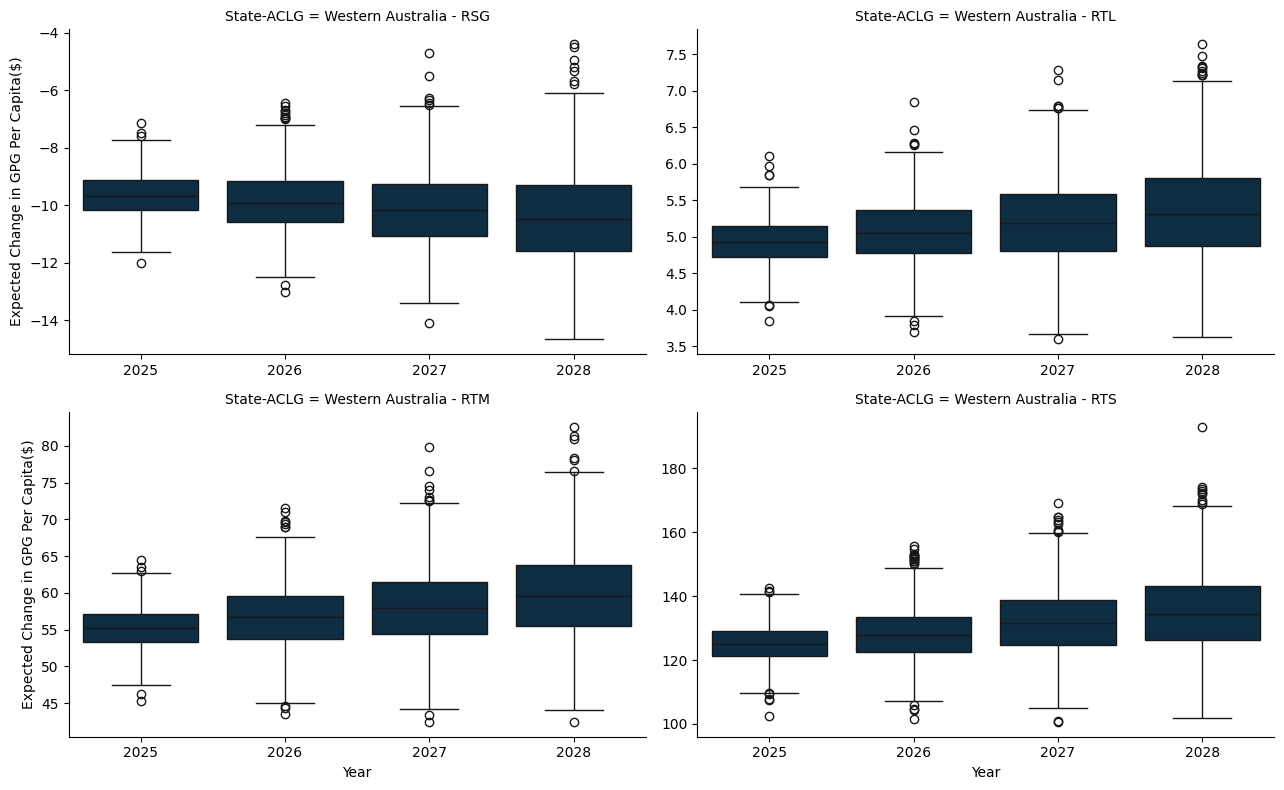 State-ACLG = Western Australia - RSG
Expected Change in GPG Per Capita($)
−4
−6
−8
−10
−12
−14
2025 2026 2027 2028
State-ACLG = Western Australia - RTL
7.5
7.0
6.5
6.0
5.5
5.0
4.5
4.0
3.5
2025 2026 2027 2028
State-ACLG = Western Australia - RTM
Expected Change in GPG Per Capita($)
80
75
70
65
60
55
50
45
2025 2026 2027 2028
Year
State-ACLG = Western Australia - RTS
180
160
140
120
100
2025 2026 2027 2028
Year